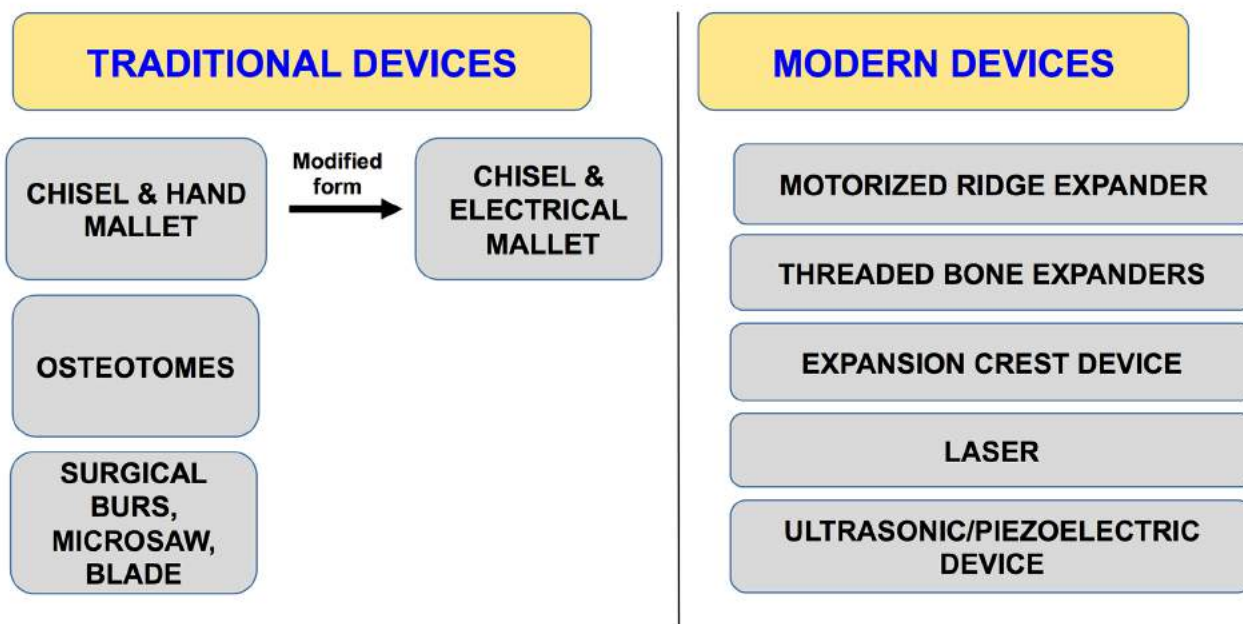 TRADITIONAL DEVICES
CHISEL & HAND
MALLET
Modified
form
CHISEL &
ELECTRICAL
MALLET
OSTEOTOMES
SURGICAL
BURS,
MICROSAW,
BLADE
MODERN DEVICES
MOTORIZED RIDGE EXPANDER
THREADED BONE EXPANDERS
EXPANSION CREST DEVICE
LASER
ULTRASONIC/PIEZOELECTRIC
DEVICE